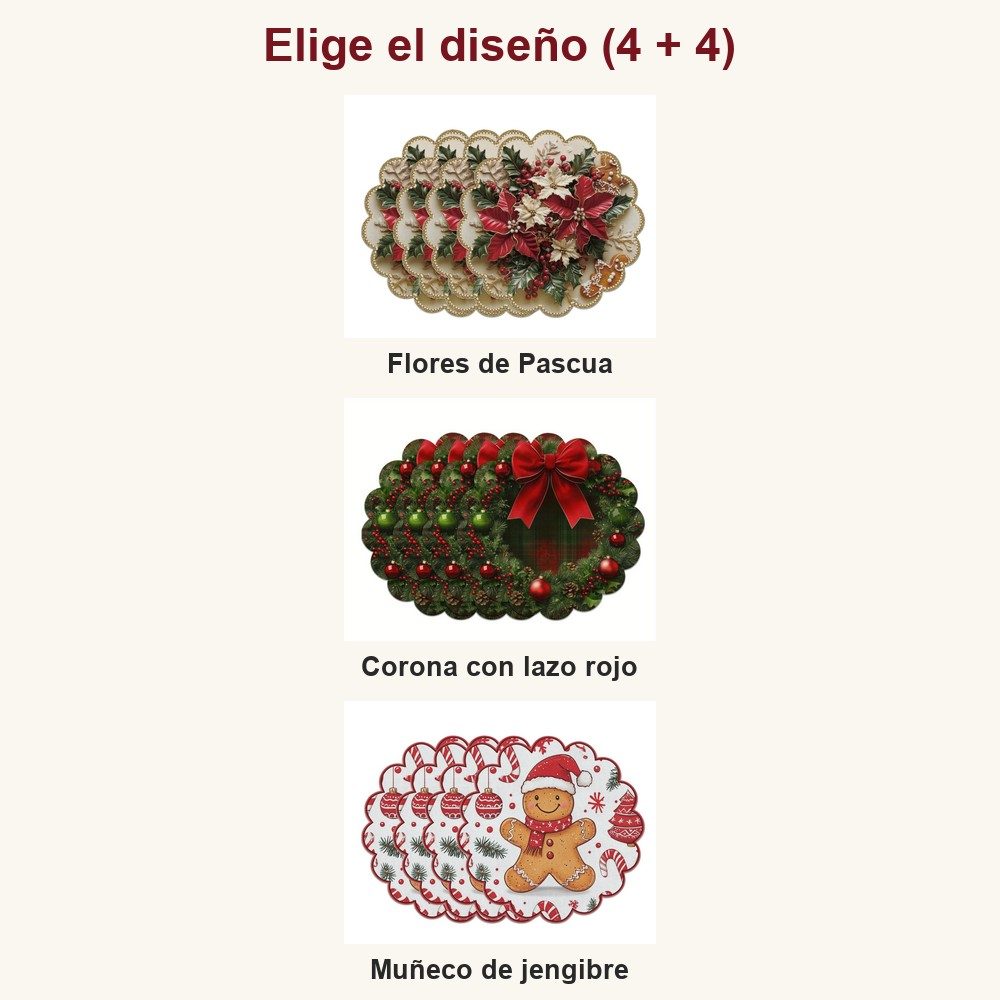 Elige el diseño (4 + 4)
Flores de Pascua
Corona con lazo rojo
Muñeco de jengibre